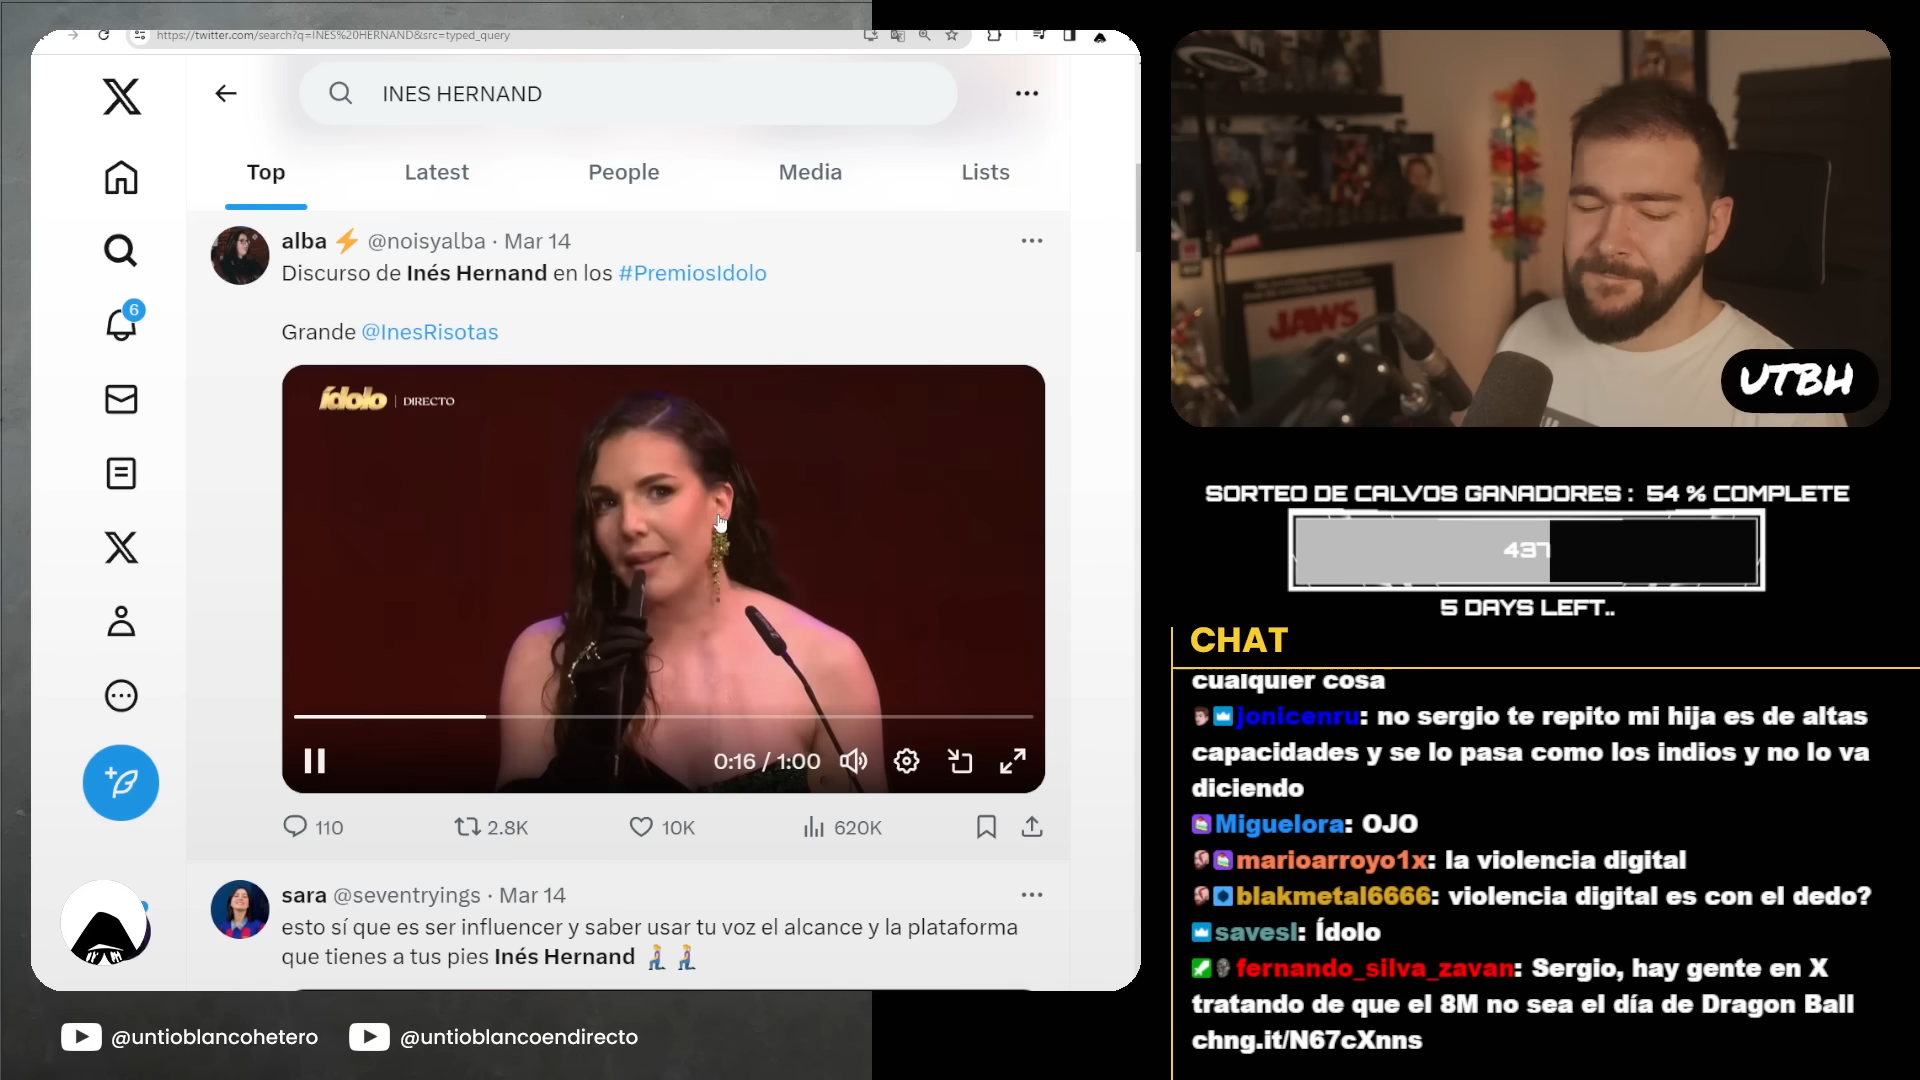 https://twitter.com/search?q=INES%20HERNAND&src=typed_query
INES HERNAND
Top
Latest
People
Media
Lists
alba ⚡ @noisyalba · Mar 14
Discurso de Inés Hernand en los #PremiosIdolo
Grande @InesRisotas
ídolo | DIRECTO
0:16 / 1:00
110
2.8K
10K
620K
sara @seventryings · Mar 14
esto sí que es ser influencer y saber usar tu voz el alcance y la plataforma
que tienes a tus pies Inés Hernand
6
@untioblancohetero
@untioblancoendirecto
JAWS
UTBH
SORTEO DE CALVOS GANADORES : 54 % COMPLETE
437
5 DAYS LEFT..
CHAT
cualquier cosa
jonicenru: no sergio te repito mi hija es de altas
capacidades y se lo pasa como los indios y no lo va
diciendo
Miguelora: OJO
marioarroyo1x: la violencia digital
blakmetal6666: violencia digital es con el dedo?
savesl: Ídolo
fernando_silva_zavan: Sergio, hay gente en X
tratando de que el 8M no sea el día de Dragon Ball
chng.it/N67cXnns